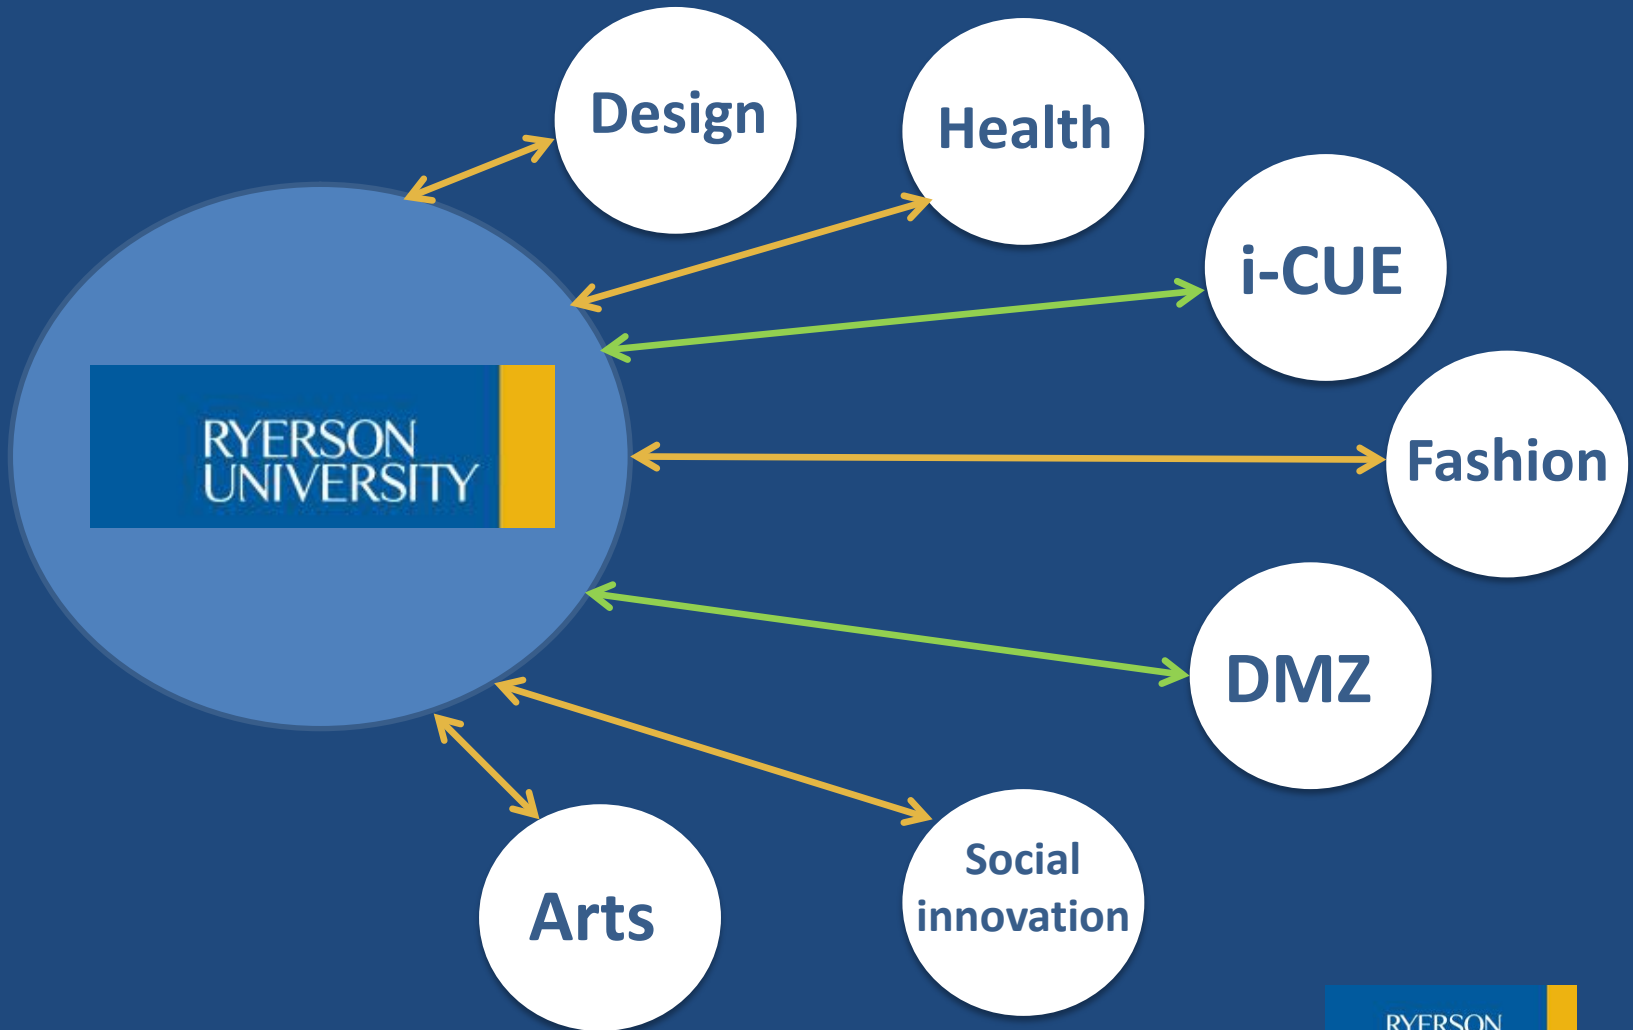 Design
Health
i-CUE
RYERSON
UNIVERSITY
Fashion
DMZ
Social
innovation
Arts
RYERSON